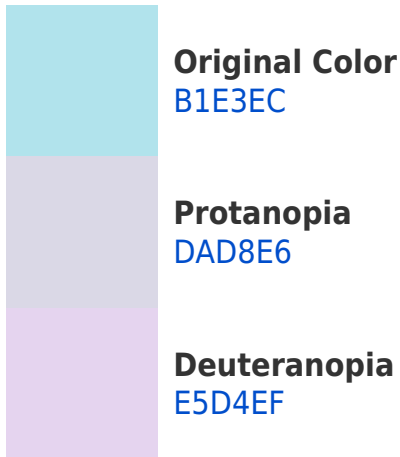 Original Color
B1E3EC
Protanopia
DAD8E6
Deuteranopia
E5D4EF